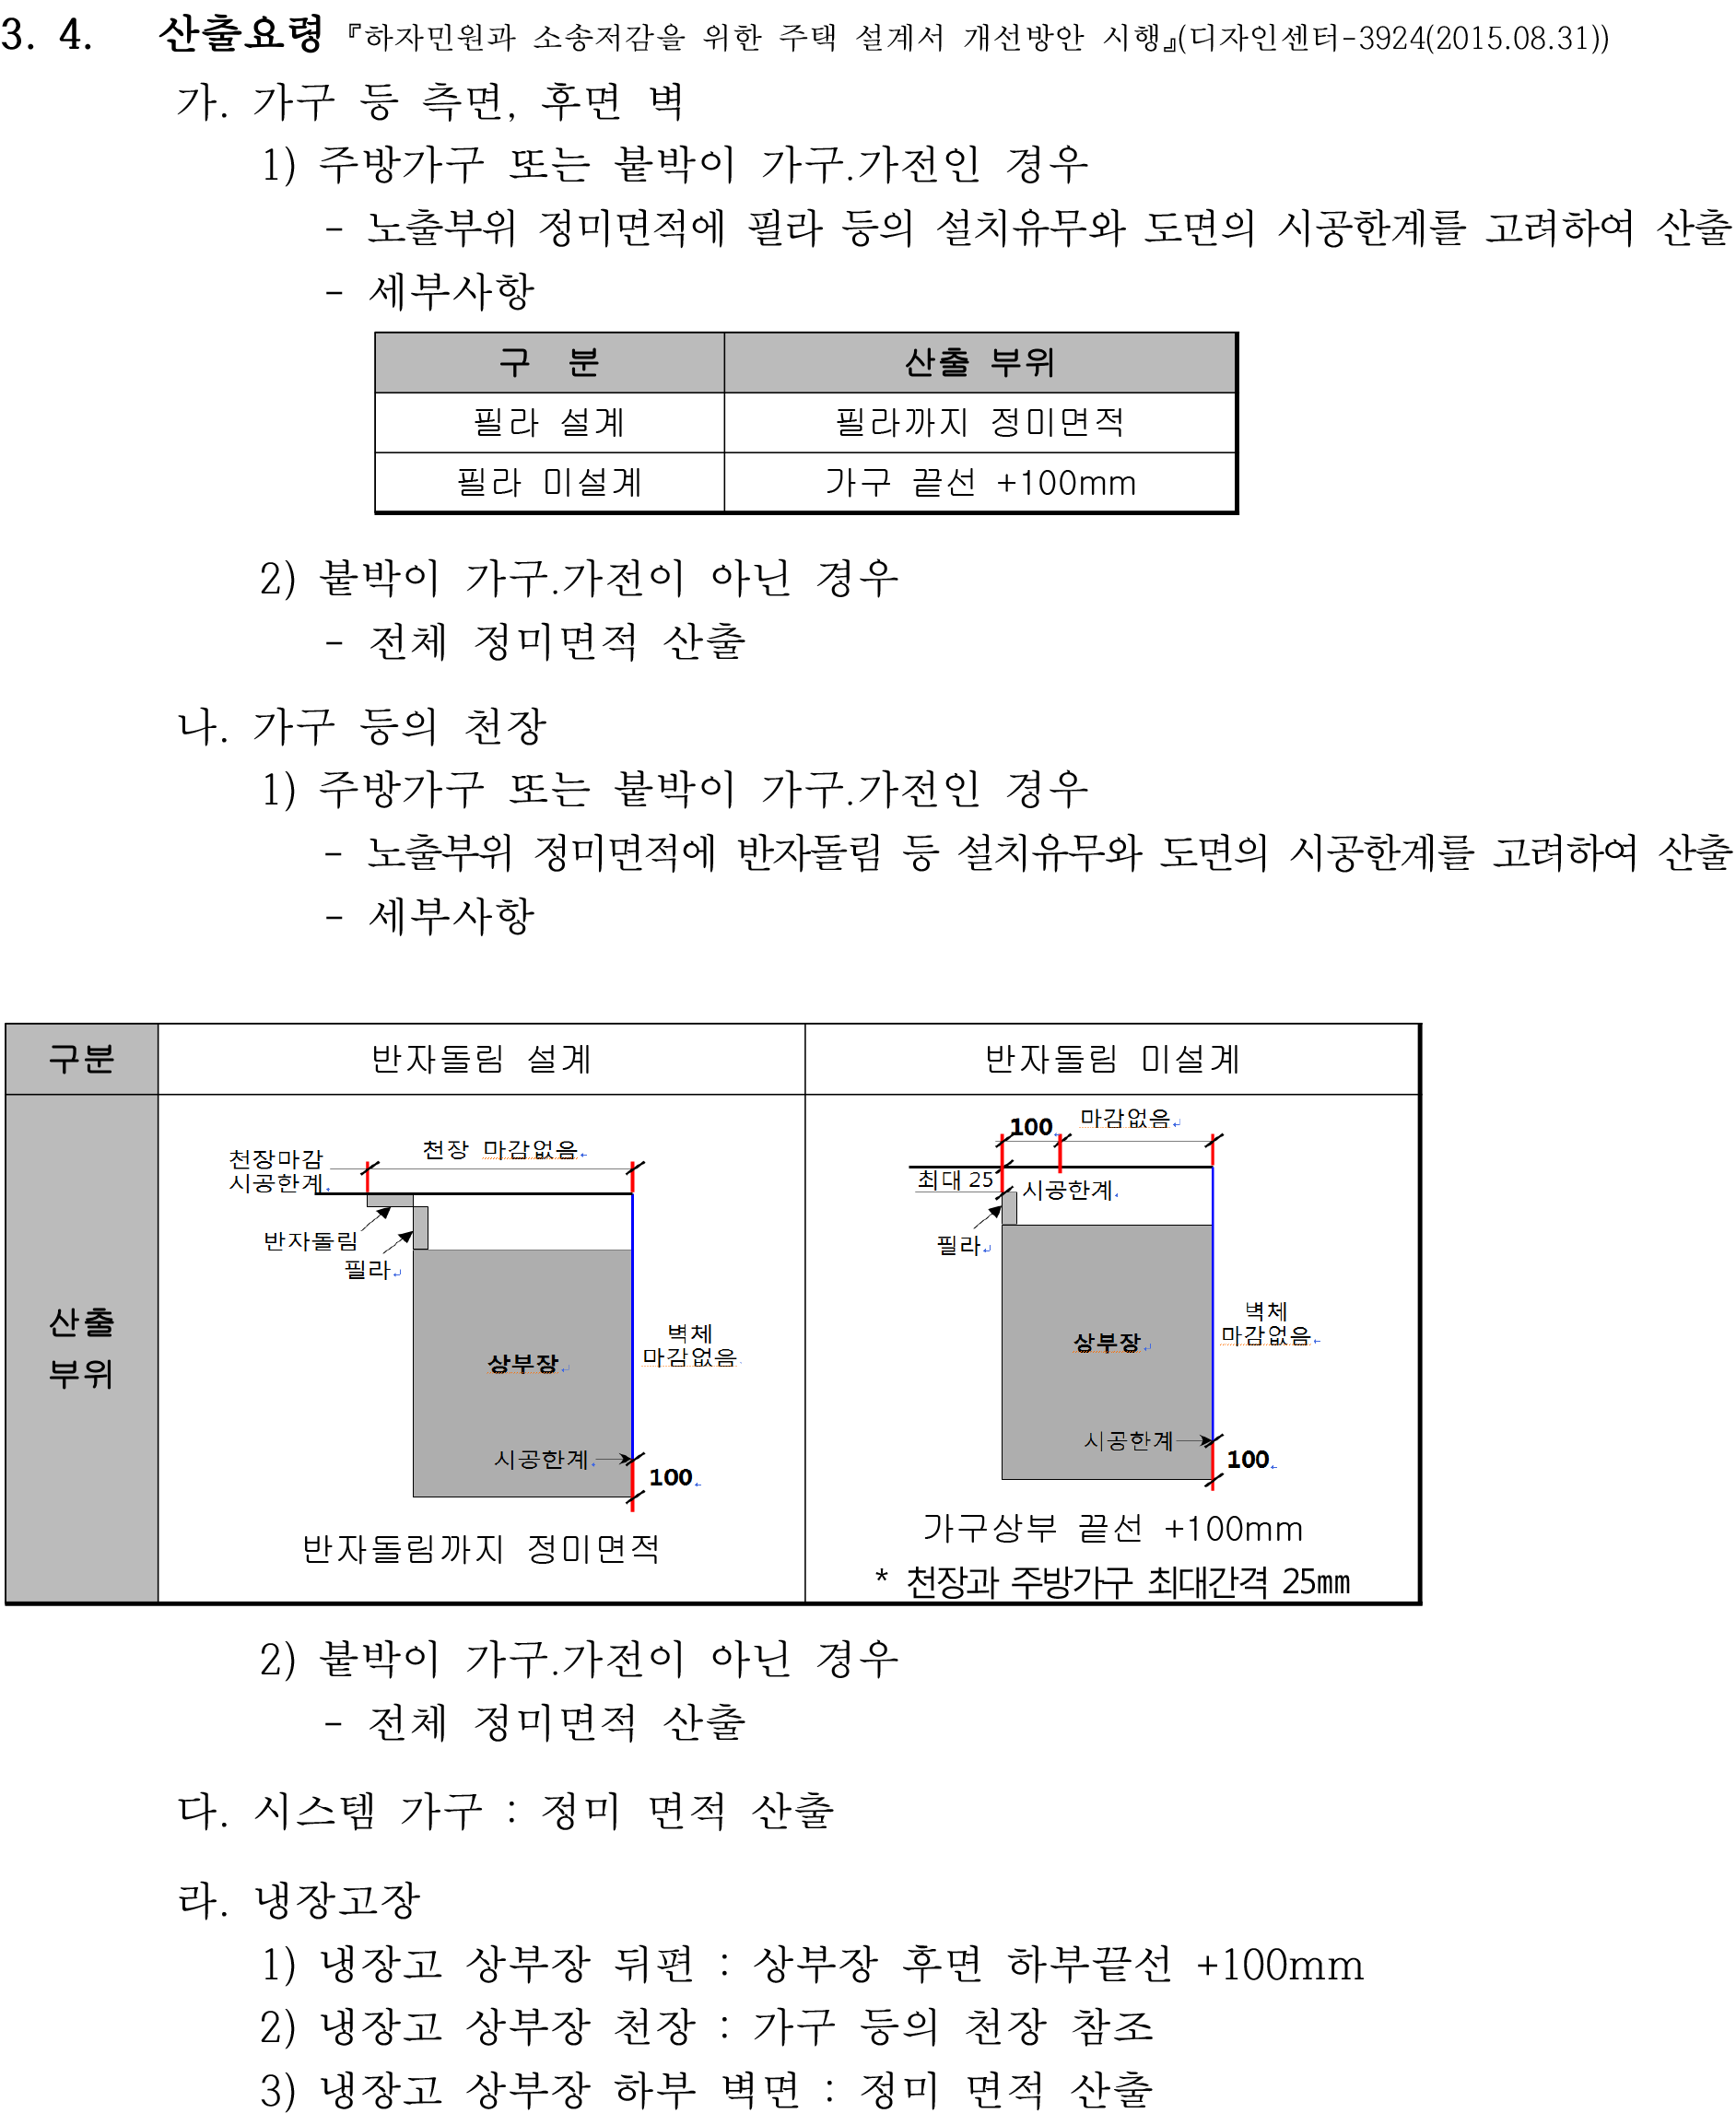 3. 4. 산출요령 『하자민원과 소송저감을 위한 주택 설계서 개선방안 시행』(디자인센터-3924(2015.08.31))
가. 가구 등 측면, 후면 벽
1) 주방가구 또는 붙박이 가구.가전인 경우
- 노출부위 정미면적에 필라 등의 설치유무와 도면의 시공한계를 고려하여 산출
- 세부사항
구 분 산출 부위
필라 설계 필라까지 정미면적
필라 미설계 가구 끝선 +100mm
2) 붙박이 가구.가전이 아닌 경우
- 전체 정미면적 산출
나. 가구 등의 천장
1) 주방가구 또는 붙박이 가구.가전인 경우
- 노출부위 정미면적에 반자돌림 등 설치유무와 도면의 시공한계를 고려하여 산출
- 세부사항
구분 반자돌림 설계 반자돌림 미설계
산출
부위
천장마감
시공한계
천장 마감없음
반자돌림
필라
상부장
벽체
마감없음
시공한계
100
반자돌림까지 정미면적
100 마감없음
최대 25 시공한계
필라
상부장
벽체
마감없음
시공한계
100
가구상부 끝선 +100mm
* 천장과 주방가구 최대간격 25mm
2) 붙박이 가구.가전이 아닌 경우
- 전체 정미면적 산출
다. 시스템 가구 : 정미 면적 산출
라. 냉장고장
1) 냉장고 상부장 뒤편 : 상부장 후면 하부끝선 +100mm
2) 냉장고 상부장 천장 : 가구 등의 천장 참조
3) 냉장고 상부장 하부 벽면 : 정미 면적 산출